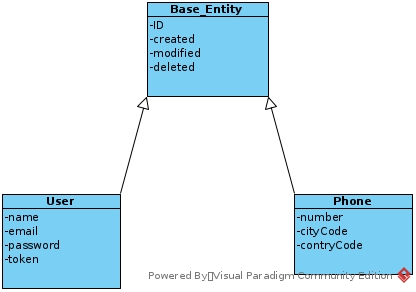 Base_Entity
-ID
-created
-modified
-deleted
User
-name
-email
-password
-token
Phone
-number
-cityCode
-contryCode
Powered By Visual Paradigm Community Edition